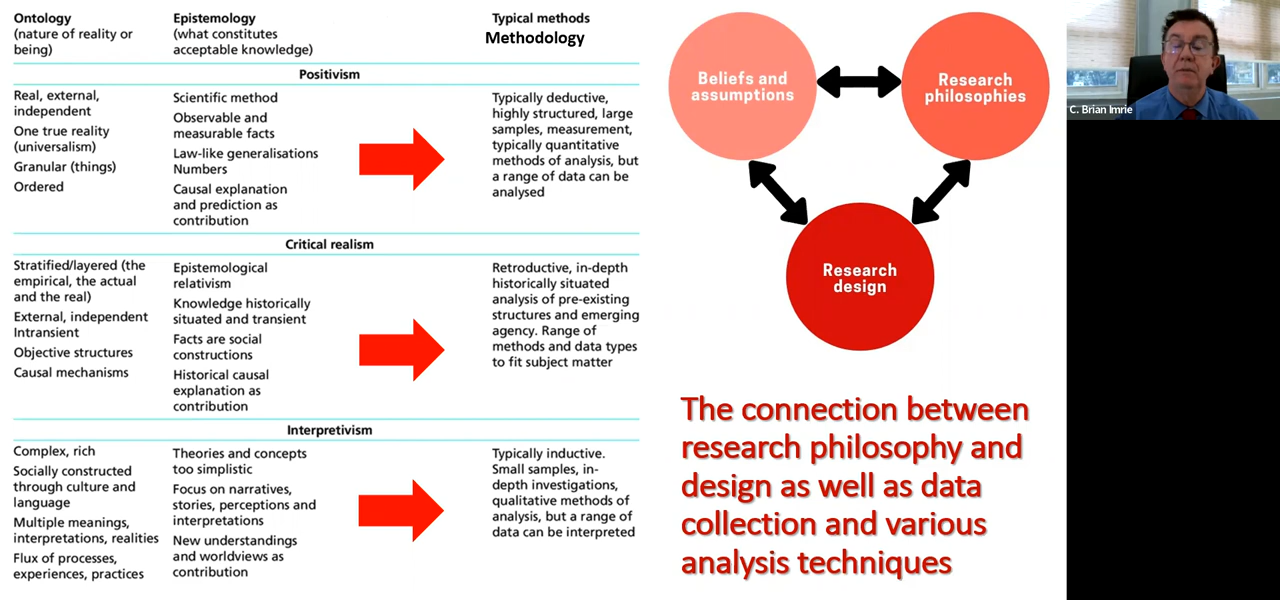 Ontology
(nature of reality or
being)
Epistemology
(what constitutes
acceptable knowledge)
Typical methods
Methodology
Positivism
Real, external,
independent
One true reality
(universalism)
Granular (things)
Ordered
Scientific method
Observable and
measurable facts
Law-like generalisations
Numbers
Causal explanation
and prediction as
contribution
Typically deductive,
highly structured, large
samples, measurement,
typically quantitative
methods of analysis, but
a range of data can be
analysed
Critical realism
Stratified/layered (the
empirical, the actual
and the real)
External, independent
Intransient
Objective structures
Causal mechanisms
Epistemological
relativism
Knowledge historically
situated and transient
Facts are social
constructions
Historical causal
explanation as
contribution
Retroductive, in-depth
historically situated
analysis of pre-existing
structures and emerging
agency. Range of
methods and data types
to fit subject matter
Interpretivism
Complex, rich
Socially constructed
through culture and
language
Multiple meanings,
interpretations, realities
Flux of processes,
experiences, practices
Theories and concepts
too simplistic
Focus on narratives,
stories, perceptions and
interpretations
New understandings
and worldviews as
contribution
Typically inductive.
Small samples, in-
depth investigations,
qualitative methods of
analysis, but a range of
data can be interpreted
Beliefs and
assumptions
Research
philosophies
Research
design
The connection between
research philosophy and
design as well as data
collection and various
analysis techniques
C. Brian Imrie